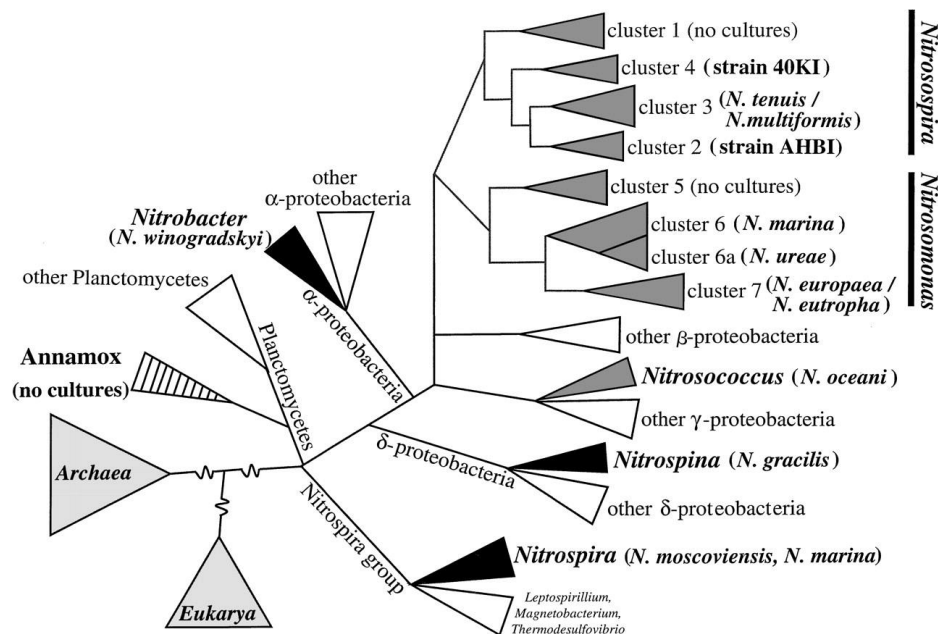 cluster 1 (no cultures)
cluster 4 (strain 40KI)
cluster 3 (N. tenuis /
N.multiformis)
cluster 2 (strain AHBI)
Nitrosospira
cluster 5 (no cultures)
cluster 6 (N. marina)
cluster 6a (N. ureae)
cluster 7 (N. europaea /
N. eutropha)
Nitrosomonas
other
α-proteobacteria
Nitrobacter
(N. winogradskyi)
α-proteobacteria
other Planctomycetes
Planctomycetes
Annamox
(no cultures)
other β-proteobacteria
Nitrosococcus (N. oceani)
other γ-proteobacteria
δ-proteobacteria
Nitrospina (N. gracilis)
other δ-proteobacteria
Archaea
Eukarya
Nitrospira group
Nitrospira (N. moscoviensis, N. marina)
Leptospirillium,
Magnetobacterium,
Thermodesulfovibrio